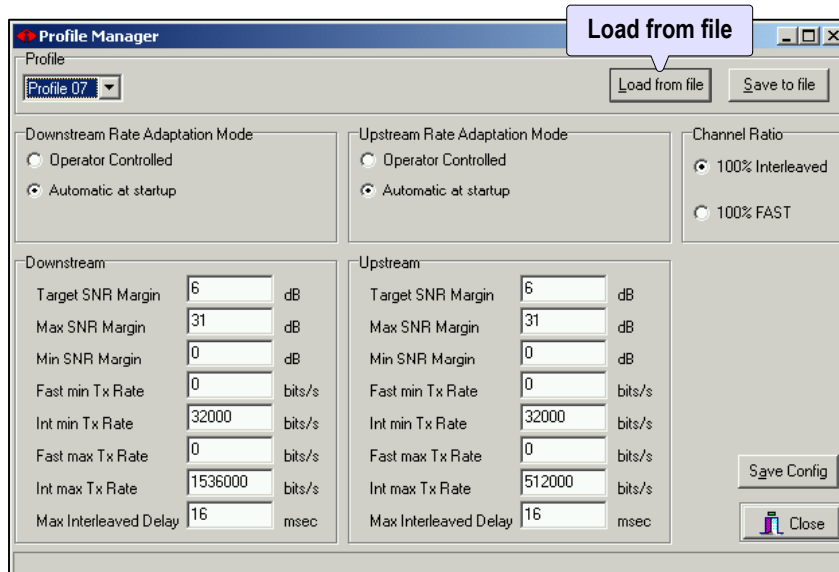 Load from file
Profile Manager
Profile
Profile 07
Load from file
Save to file
Downstream Rate Adaptation Mode
Operator Controlled
Automatic at startup
Upstream Rate Adaptation Mode
Operator Controlled
Automatic at startup
Channel Ratio
100% Interleaved
100% FAST
Downstream
Target SNR Margin 6 dB
Max SNR Margin 31 dB
Min SNR Margin 0 dB
Fast min Tx Rate 0 bits/s
Int min Tx Rate 32000 bits/s
Fast max Tx Rate 0 bits/s
Int max Tx Rate 1536000 bits/s
Max Interleaved Delay 16 msec
Upstream
Target SNR Margin 6 dB
Max SNR Margin 31 dB
Min SNR Margin 0 dB
Fast min Tx Rate 0 bits/s
Int min Tx Rate 32000 bits/s
Fast max Tx Rate 0 bits/s
Int max Tx Rate 512000 bits/s
Max Interleaved Delay 16 msec
Save Config
Close